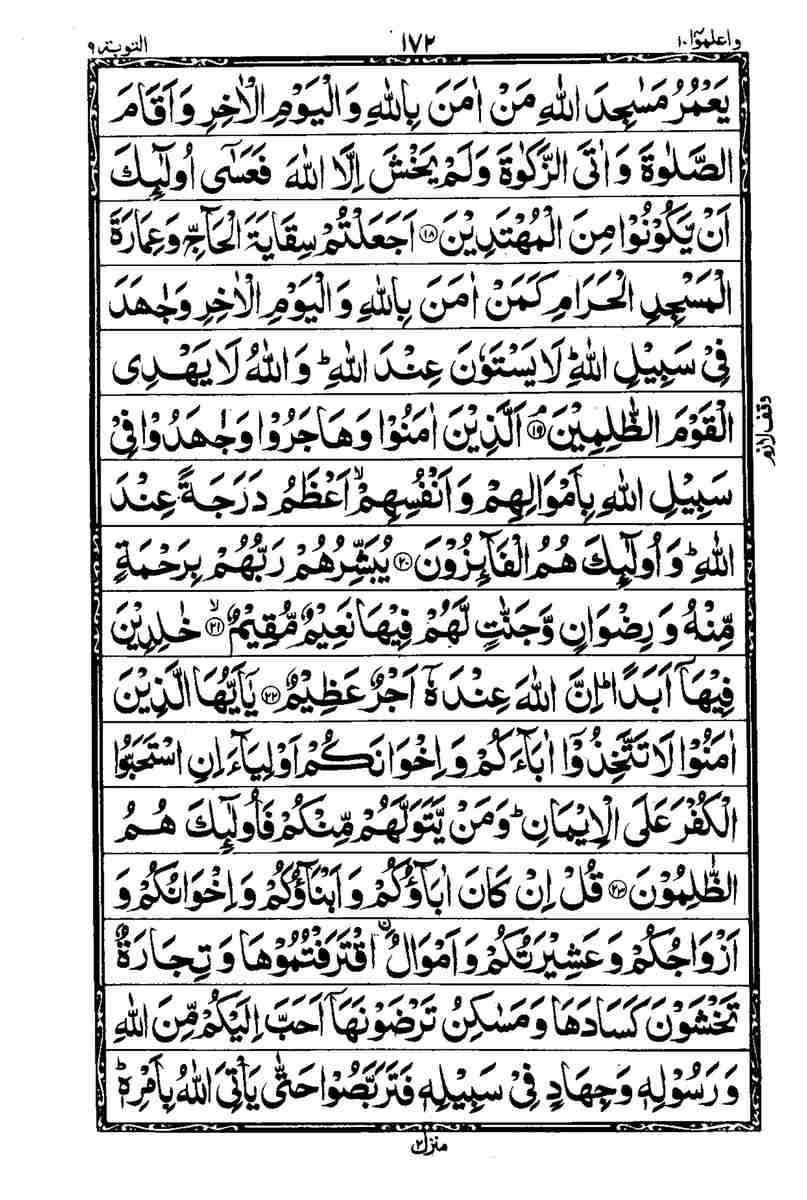 واعلموٓا ١٠ ١٧٢ التوبة ٩
يَعْمُرُ مَسٰجِدَ اللّٰهِ مَنْ اٰمَنَ بِاللّٰهِ وَالْيَوْمِ الْاٰخِرِ وَاَقَامَ
الصَّلٰوةَ وَاٰتَى الزَّكٰوةَ وَلَمْ يَخْشَ اِلَّا اللّٰهَ فَعَسٰٓى اُولٰٓئِكَ
اَنْ يَّكُوْنُوْا مِنَ الْمُهْتَدِيْنَ ١٨ اَجَعَلْتُمْ سِقَايَةَ الْحَآجِّ وَعِمَارَةَ
الْمَسْجِدِ الْحَرَامِ كَمَنْ اٰمَنَ بِاللّٰهِ وَالْيَوْمِ الْاٰخِرِ وَجٰهَدَ
فِيْ سَبِيْلِ اللّٰهِ ؕ لَا يَسْتَوٗنَ عِنْدَ اللّٰهِ ؕ وَاللّٰهُ لَا يَهْدِى
الْقَوْمَ الظّٰلِمِيْنَ ۘ ١٩ اَلَّذِيْنَ اٰمَنُوْا وَهَاجَرُوْا وَجٰهَدُوْا فِيْ
وقف لازم
سَبِيْلِ اللّٰهِ بِاَمْوَالِهِمْ وَاَنْفُسِهِمْ ۙ اَعْظَمُ دَرَجَةً عِنْدَ
اللّٰهِ ؕ وَاُولٰٓئِكَ هُمُ الْفَآئِزُوْنَ ٢٠ يُبَشِّرُهُمْ رَبُّهُمْ بِرَحْمَةٍ
مِّنْهُ وَرِضْوَانٍ وَّجَنّٰتٍ لَّهُمْ فِيْهَا نَعِيْمٌ مُّقِيْمٌ ۙ ٢١ خٰلِدِيْنَ
فِيْهَآ اَبَدًا ؕ اِنَّ اللّٰهَ عِنْدَهٗٓ اَجْرٌ عَظِيْمٌ ٢٢ يٰٓاَيُّهَا الَّذِيْنَ
اٰمَنُوْا لَا تَتَّخِذُوْٓا اٰبَآءَكُمْ وَاِخْوَانَكُمْ اَوْلِيَآءَ اِنِ اسْتَحَبُّوا
الْكُفْرَ عَلَى الْاِيْمَانِ ؕ وَمَنْ يَّتَوَلَّهُمْ مِّنْكُمْ فَاُولٰٓئِكَ هُمُ
الظّٰلِمُوْنَ ٢٣ قُلْ اِنْ كَانَ اٰبَآؤُكُمْ وَاَبْنَآؤُكُمْ وَاِخْوَانُكُمْ وَ
اَزْوَاجُكُمْ وَعَشِيْرَتُكُمْ وَاَمْوَالُ ۨ اقْتَرَفْتُمُوْهَا وَتِجَارَةٌ
تَخْشَوْنَ كَسَادَهَا وَمَسٰكِنُ تَرْضَوْنَهَآ اَحَبَّ اِلَيْكُمْ مِّنَ اللّٰهِ
وَرَسُوْلِهٖ وَجِهَادٍ فِيْ سَبِيْلِهٖ فَتَرَبَّصُوْا حَتّٰى يَاْتِىَ اللّٰهُ بِاَمْرِهٖ ؕ
منزل ٢